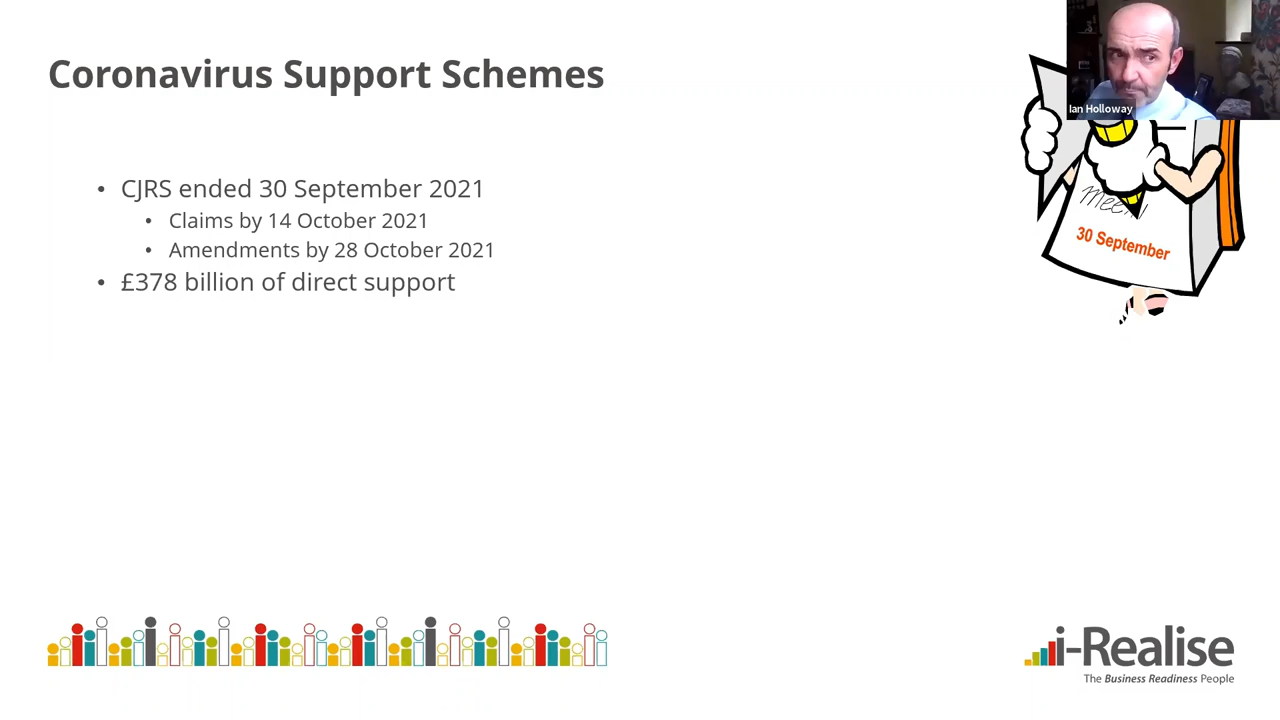 Coronavirus Support Schemes
Ian Holloway
• CJRS ended 30 September 2021
• Claims by 14 October 2021
• Amendments by 28 October 2021
• £378 billion of direct support
30 September
i-Realise
The Business Readiness People